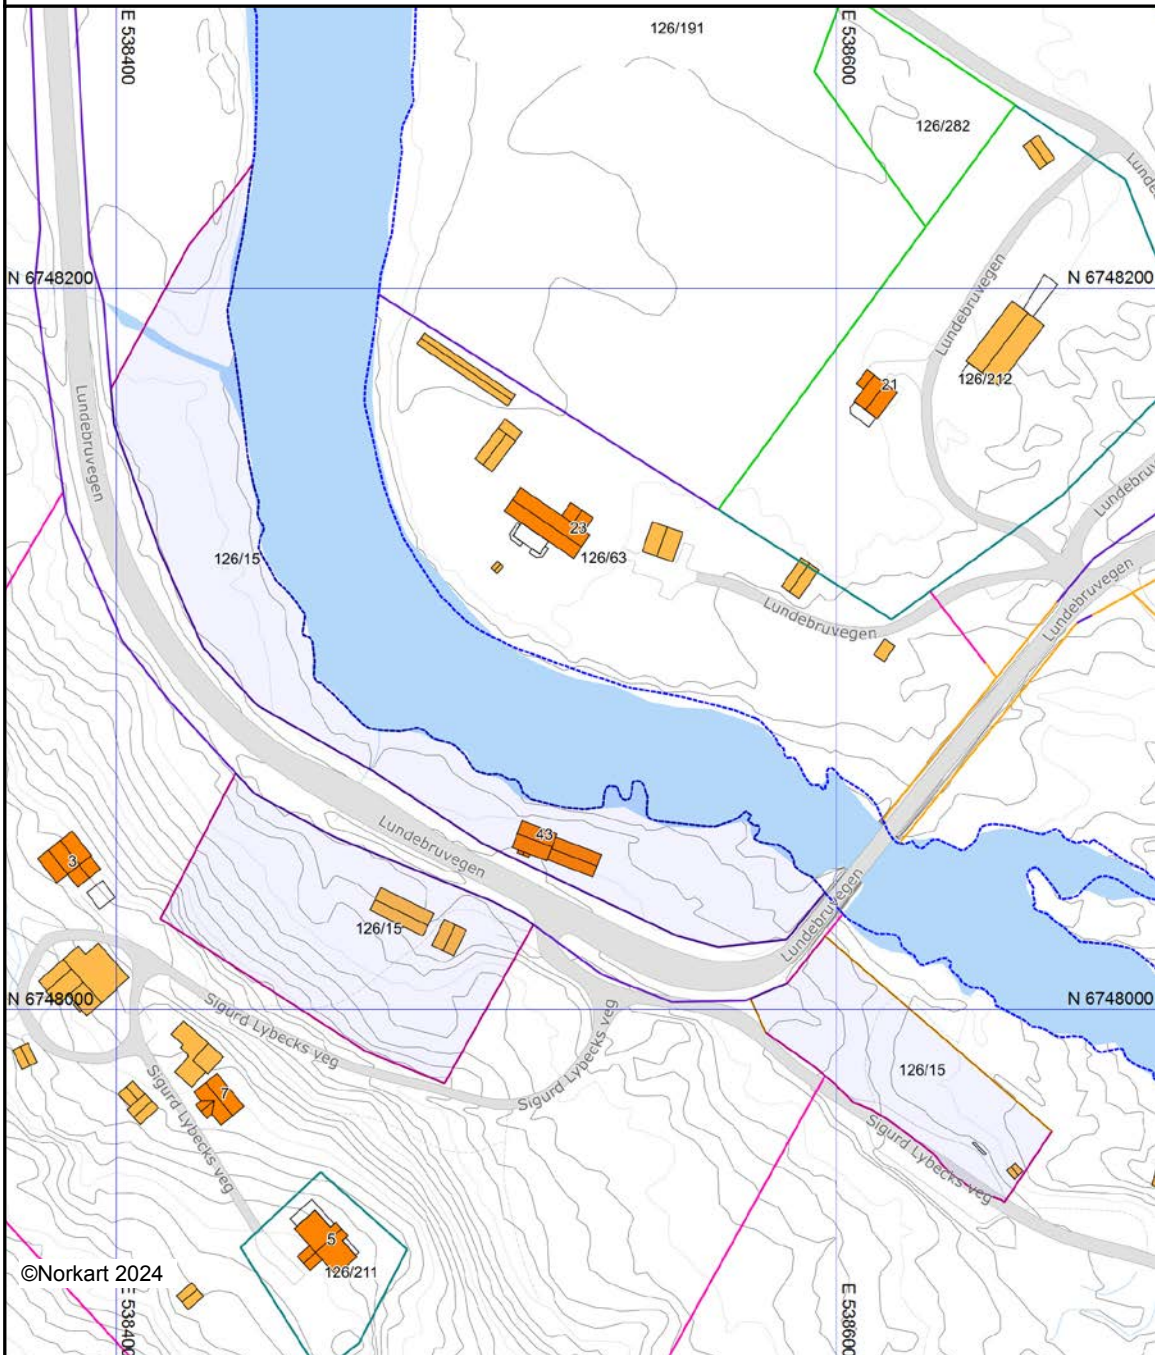 E 538400
126/191
E 538600
126/282
N 6748200
N 6748200
Lundebruvegen
21
126/212
Lundebruvegen
23
126/63
126/15
Lundebruvegen
Lundebruvegen
Lundebruvegen
43
3
126/15
Lundebruvegen
N 6748000
N 6748000
Sigurd Lybecks veg
Sigurd Lybecks veg
126/15
7
Sigurd Lybecks veg
Sigurd Lybecks veg
5
126/211
©Norkart 2024
E 538400
E 538600